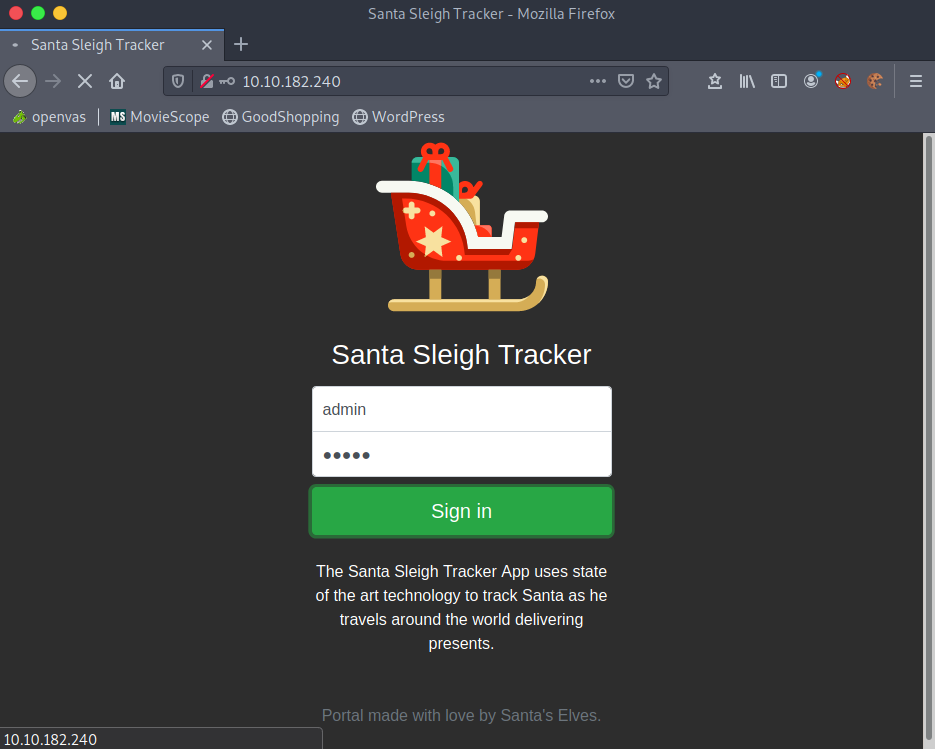 Santa Sleigh Tracker - Mozilla Firefox
Santa Sleigh Tracker
10.10.182.240
openvas MS MovieScope GoodShopping WordPress
Santa Sleigh Tracker
admin
●●●●●
Sign in
The Santa Sleigh Tracker App uses state
of the art technology to track Santa as he
travels around the world delivering
presents.
Portal made with love by Santa's Elves.
10.10.182.240